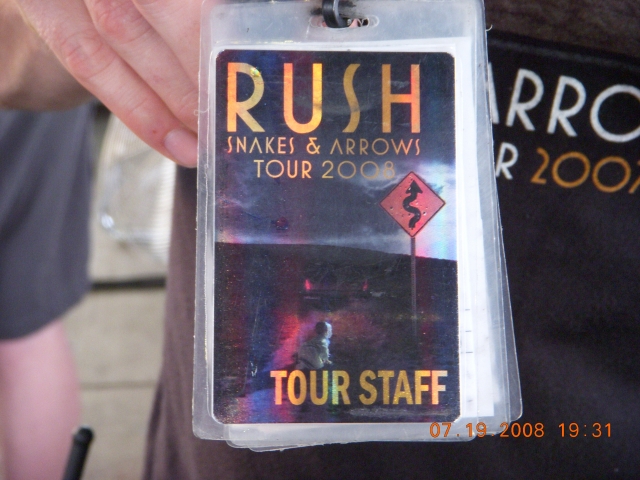 RUSH
SNAKES & ARROWS
TOUR 2008
TOUR STAFF
ARRO
R 2007
07.19.2008 19:31